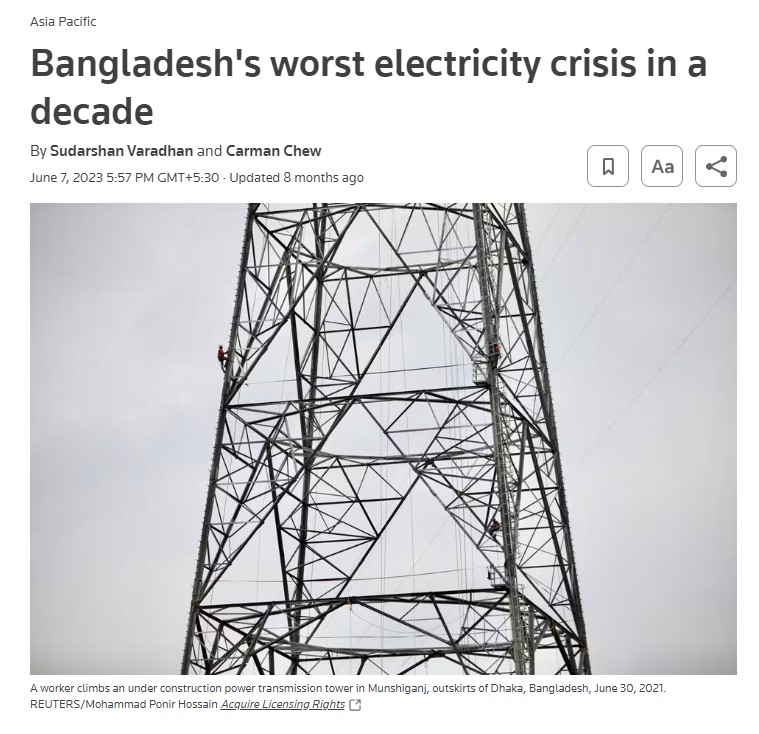 Asia Pacific
Bangladesh's worst electricity crisis in a
decade
By Sudarshan Varadhan and Carman Chew
June 7, 2023 5:57 PM GMT+5:30 · Updated 8 months ago
Aa
A worker climbs an under construction power transmission tower in Munshiganj, outskirts of Dhaka, Bangladesh, June 30, 2021.
REUTERS/Mohammad Ponir Hossain Acquire Licensing Rights